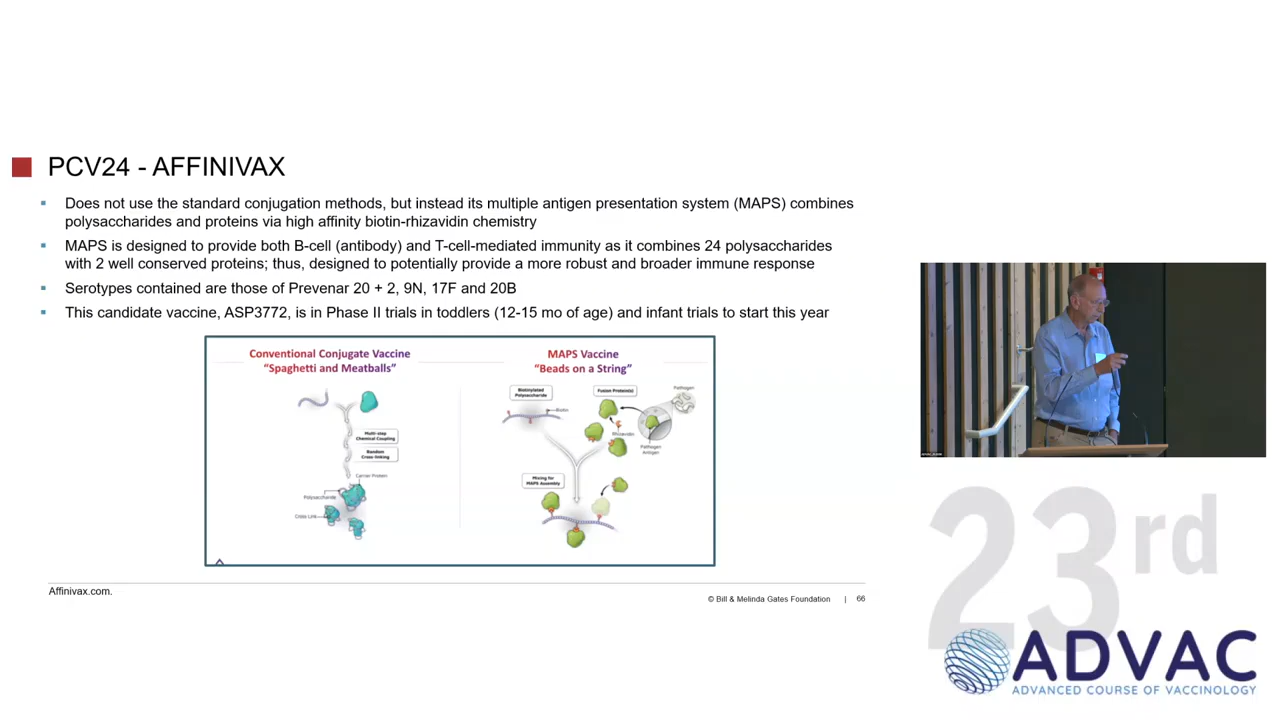 PCV24 - AFFINIVAX
Does not use the standard conjugation methods, but instead its multiple antigen presentation system (MAPS) combines
polysaccharides and proteins via high affinity biotin-rhizavidin chemistry
MAPS is designed to provide both B-cell (antibody) and T-cell-mediated immunity as it combines 24 polysaccharides
with 2 well conserved proteins; thus, designed to potentially provide a more robust and broader immune response
Serotypes contained are those of Prevenar 20 + 2, 9N, 17F and 20B
This candidate vaccine, ASP3772, is in Phase II trials in toddlers (12-15 mo of age) and infant trials to start this year
Conventional Conjugate Vaccine
"Spaghetti and Meatballs"
Multi-step
Chemical Coupling
Random
Cross-linking
Carrier Protein
Polysaccharide
Cross-Link
MAPS Vaccine
"Beads on a String"
Biotinylated
Polysaccharide
Biotin
Fusion Protein(s)
Pathogen
Rhizavidin
Pathogen
Antigen
Mixing for
MAPS Assembly
Affinivax.com.
© Bill & Melinda Gates Foundation | 66
23rd
ADVAC
ADVANCED COURSE OF VACCINOLOGY